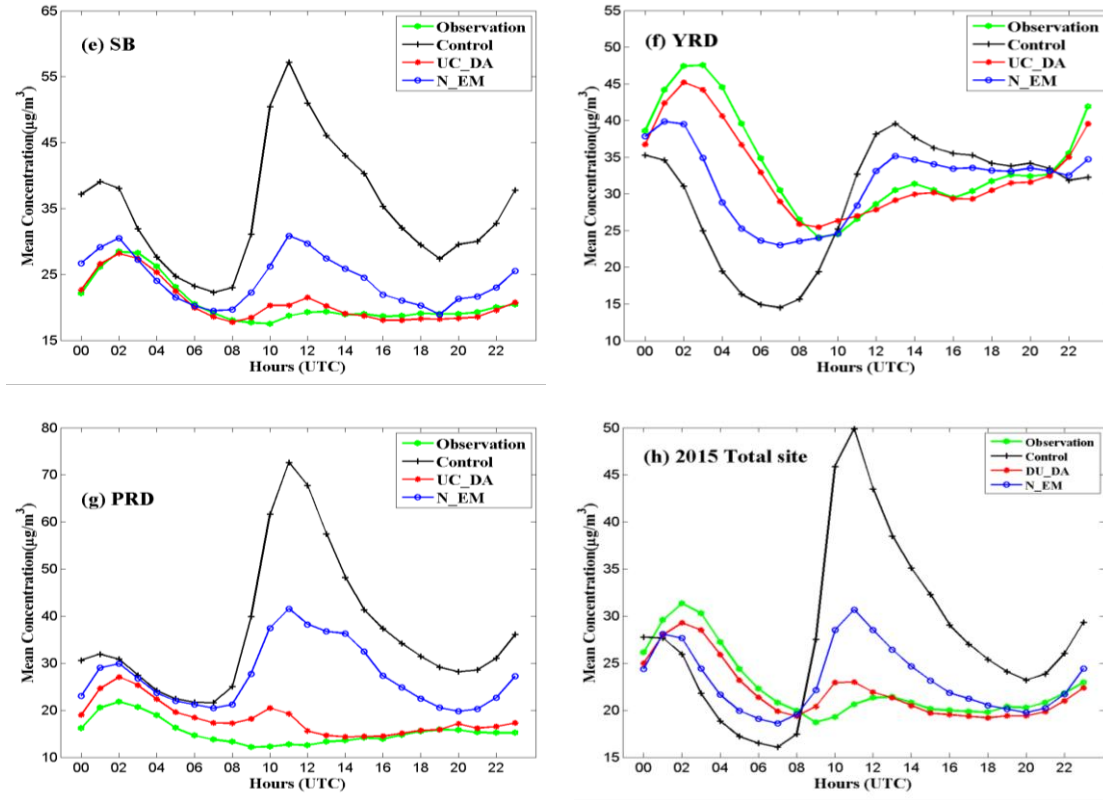 (e) SB
Observation
Control
UC_DA
N_EM
Mean Concentration(µg/m³)
65
55
45
35
25
15
00 02 04 06 08 10 12 14 16 18 20 22
Hours (UTC)
(f) YRD
Observation
Control
UC_DA
N_EM
Mean Concentration(µg/m³)
55
50
45
40
35
30
25
20
15
10
00 02 04 06 08 10 12 14 16 18 20 22
Hours (UTC)
(g) PRD
Observation
Control
UC_DA
N_EM
Mean Concentration(µg/m³)
80
70
60
50
40
30
20
10
00 02 04 06 08 10 12 14 16 18 20 22
Hours (UTC)
(h) 2015 Total site
Observation
Control
DU_DA
N_EM
Mean Concentration(µg/m³)
50
45
40
35
30
25
20
15
00 02 04 06 08 10 12 14 16 18 20 22
Hours (UTC)